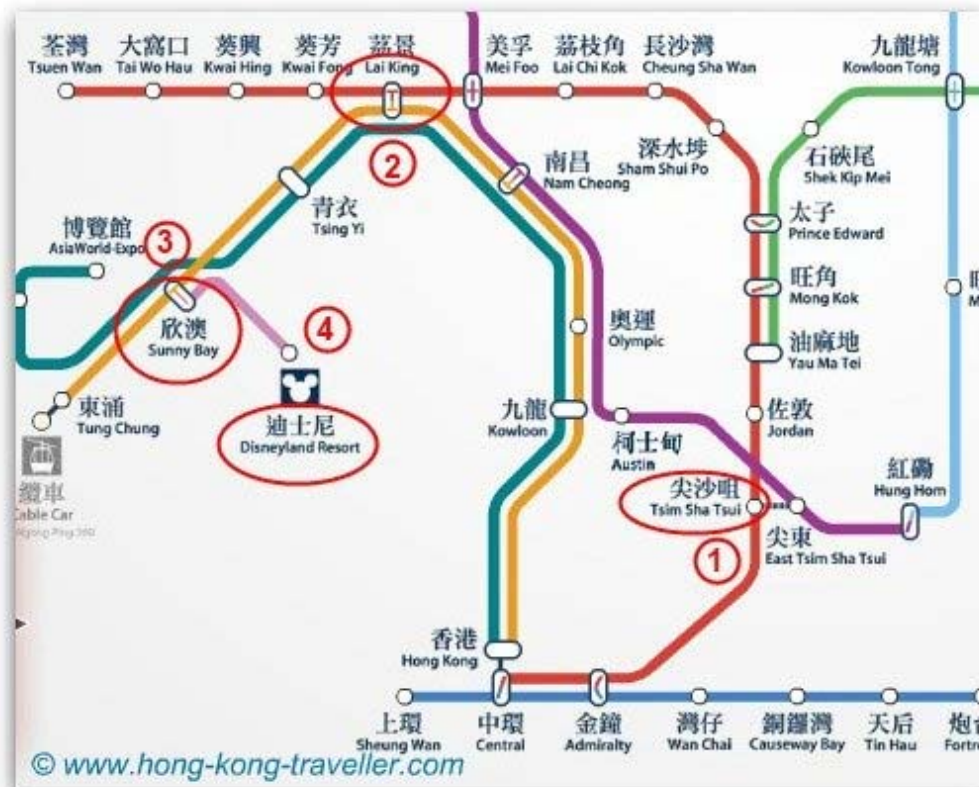 荃灣
Tsuen Wan
大窩口
Tai Wo Hau
葵興
Kwai Hing
葵芳
Kwai Fong
荔景
Lai King
美孚
Mei Foo
荔枝角
Lai Chi Kok
長沙灣
Cheung Sha Wan
九龍塘
Kowloon Tong
2
深水埗
Sham Shui Po
石硤尾
Shek Kip Mei
南昌
Nam Cheong
青衣
Tsing Yi
太子
Prince Edward
博覽館
AsiaWorld-Expo
3
旺角
Mong Kok
欣澳
Sunny Bay
4
奧運
Olympic
油麻地
Yau Ma Tei
東涌
Tung Chung
迪士尼
Disneyland Resort
九龍
Kowloon
佐敦
Jordan
柯士甸
Austin
紅磡
Hung Hom
纜車
Cable Car
尖沙咀
Tsim Sha Tsui
1
尖東
East Tsim Sha Tsui
香港
Hong Kong
上環
Sheung Wan
中環
Central
金鐘
Admiralty
灣仔
Wan Chai
銅鑼灣
Causeway Bay
天后
Tin Hau
炮
Fort
© www.hong-kong-traveller.com